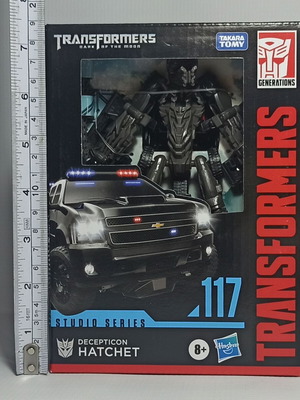 TRANSFORMERS
DARK OF THE MOON
TAKARA
TOMY
GENERATIONS
TRANSFORMERS
117
STUDIO SERIES
DECEPTICON
HATCHET
8+
Hasbro